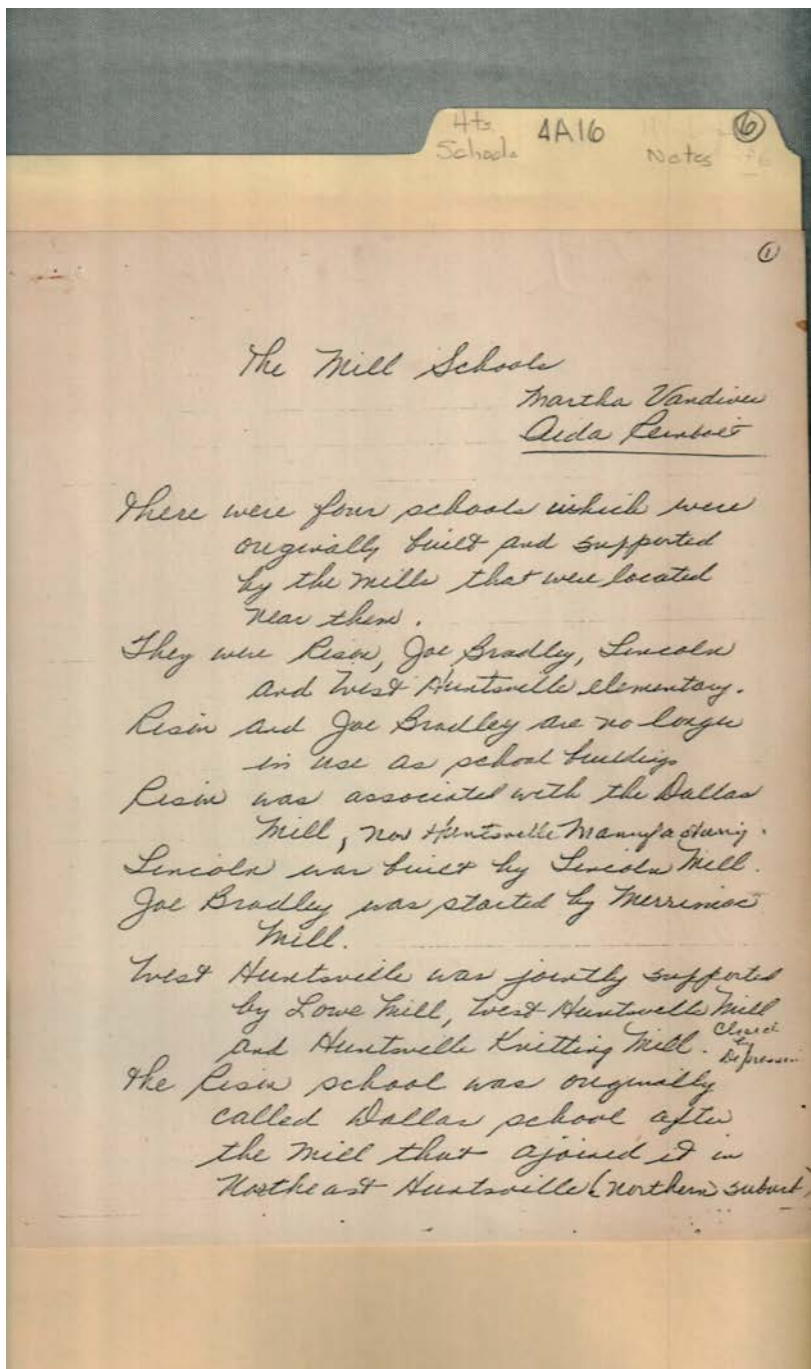 Hts
Schools
4A16
Notes
6
1
The Mill Schools
Martha Vandiver
Aida Reinbolt
There were four schools which were
originally built and supported
by the mills that were located
near them.
They were Rison, Joe Bradley, Lincoln
and West Huntsville elementary.
Rison and Joe Bradley are no longer
in use as school buildings
Rison was associated with the Dallas
Mill, now Huntsville Manufacturing.
Lincoln was built by Lincoln Mill.
Joe Bradley was started by Merrimac
Mill.
West Huntsville was jointly supported
by Lowe Mill, West Huntsville Mill
and Huntsville Knitting Mill. Closed
by
Depression
The Rison school was originally
called Dallas school after
the mill that ajoined it in
Northeast Huntsville (northern suburb)